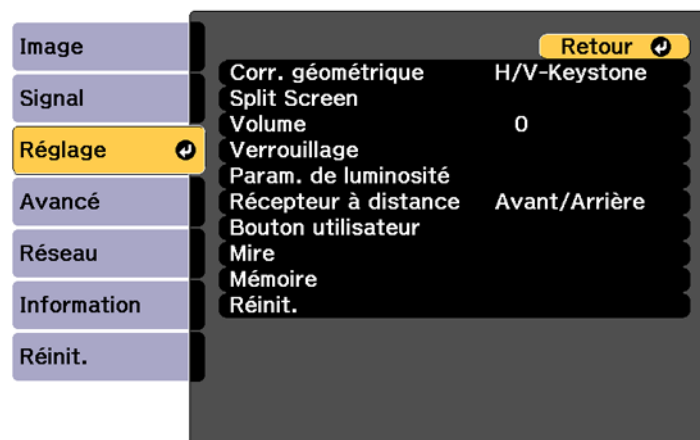 Image
Signal
Réglage
Avancé
Réseau
Information
Réinit.
Retour
Corr. géométrique H/V-Keystone
Split Screen
Volume 0
Verrouillage
Param. de luminosité
Récepteur à distance Avant/Arrière
Bouton utilisateur
Mire
Mémoire
Réinit.